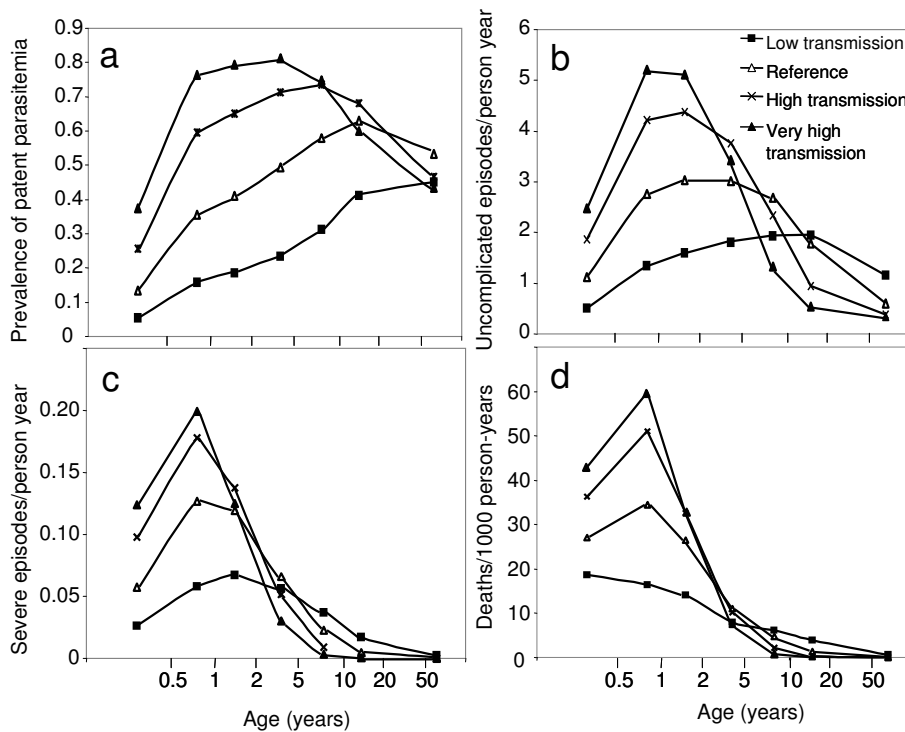 a
Prevalence of patent parasitemia
0.9
0.8
0.7
0.6
0.5
0.4
0.3
0.2
0.1
0
b
Uncomplicated episodes/person year
6
5
4
3
2
1
0
Low transmission
Reference
High transmission
Very high
transmission
c
Severe episodes/person year
0.20
0.15
0.10
0.05
0
0.5 1 2 5 10 20 50
Age (years)
d
Deaths/1000 person-years
60
50
40
30
20
10
0
0.5 1 2 5 10 20 50
Age (years)